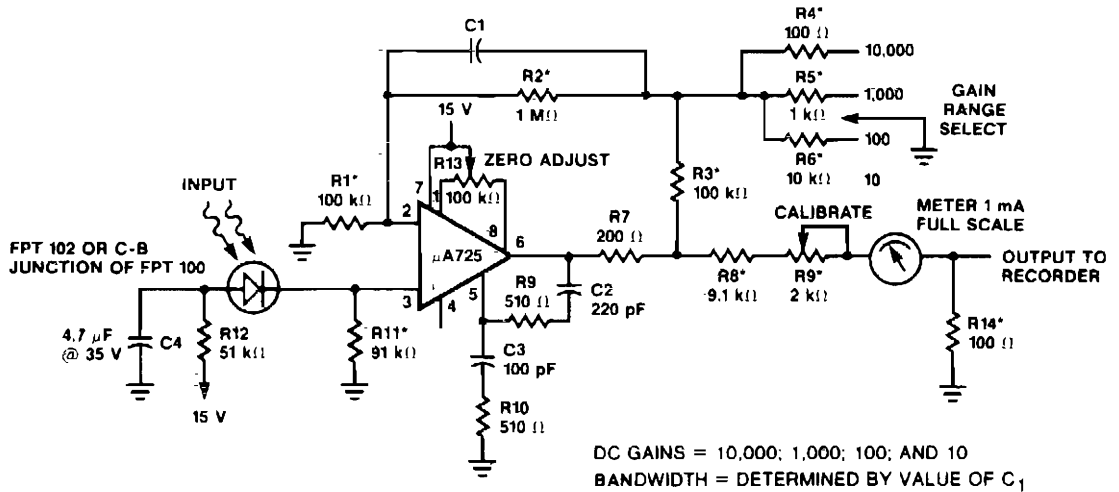 C1
R4*
100 Ω
10,000
R2*
1 MΩ
R5*
1 kΩ
1,000
GAIN
RANGE
SELECT
15 V
100
R6*
10 kΩ
10
R13
ZERO ADJUST
100 kΩ
INPUT
R1*
100 kΩ
7
1
2
8
R3*
100 kΩ
CALIBRATE
METER 1 mA
FULL SCALE
FPT 102 OR C-B
JUNCTION OF FPT 100
μA725
6
R7
200 Ω
OUTPUT TO
RECORDER
3
4
5
R9
510 Ω
C2
220 pF
R8*
9.1 kΩ
R9*
2 kΩ
4.7 μF
@ 35 V
C4
R12
51 kΩ
R11*
91 kΩ
R14*
100 Ω
C3
100 pF
15 V
R10
510 Ω
DC GAINS = 10,000; 1,000; 100; AND 10
BANDWIDTH = DETERMINED BY VALUE OF C1